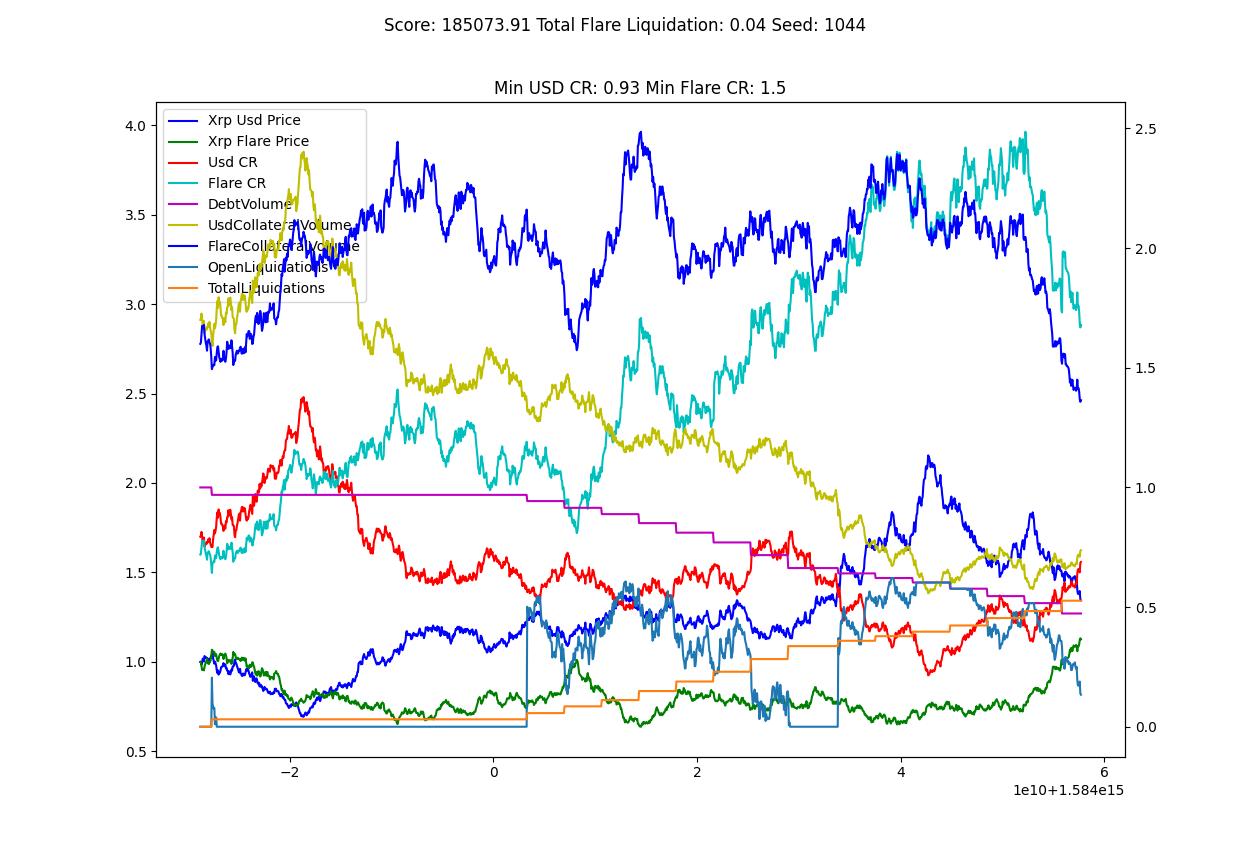 Score: 185073.91 Total Flare Liquidation: 0.04 Seed: 1044
Min USD CR: 0.93 Min Flare CR: 1.5
Xrp Usd Price
Xrp Flare Price
Usd CR
Flare CR
DebtVolume
UsdCollateralVolume
FlareCollateralVolume
OpenLiquidations
TotalLiquidations
4.0
3.5
3.0
2.5
2.0
1.5
1.0
0.5
2.5
2.0
1.5
1.0
0.5
0.0
−2 0 2 4 6
1e10+1.584e15